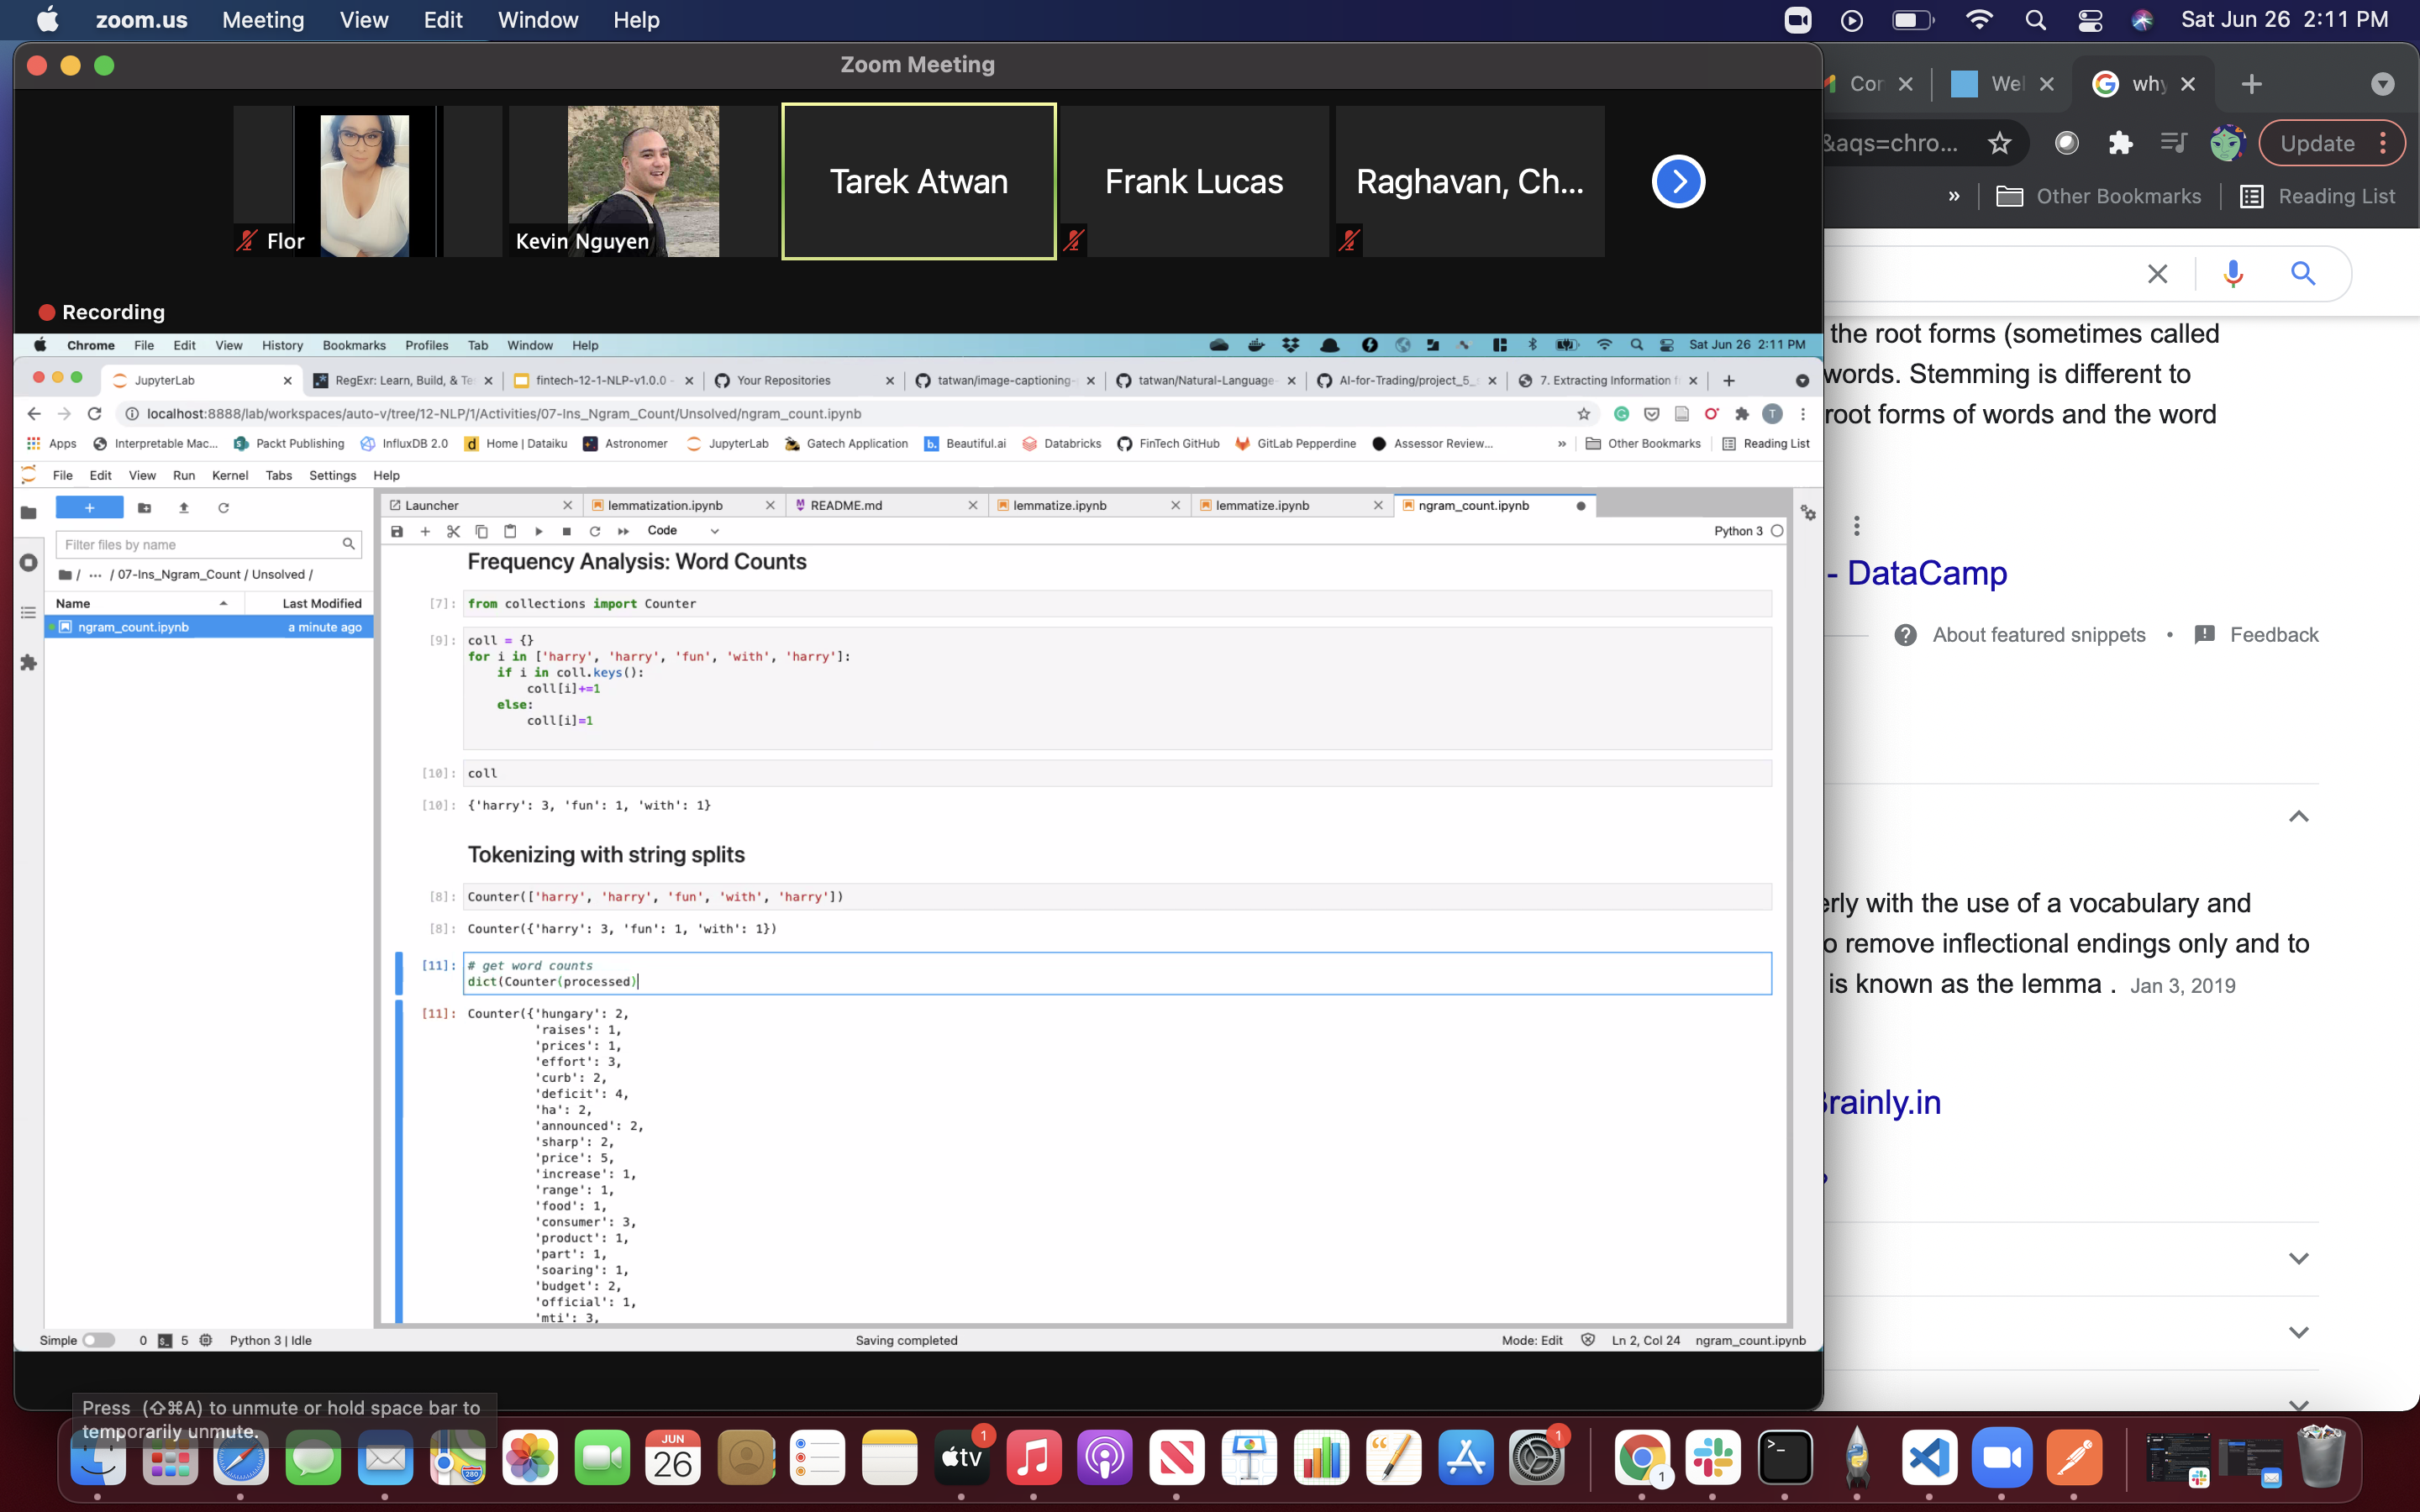 zoom.us Meeting View Edit Window Help Sat Jun 26 2:11 PM
Zoom Meeting
Flor
Kevin Nguyen
Tarek Atwan
Frank Lucas
Raghavan, Ch...
Recording
Chrome File Edit View History Bookmarks Profiles Tab Window Help Sat Jun 26 2:11 PM
JupyterLab RegExr: Learn, Build, & Te fintech-12-1-NLP-v1.0.0 - Your Repositories tatwan/image-captioning- tatwan/Natural-Language- AI-for-Trading/project_5_ 7. Extracting Information f
localhost:8888/lab/workspaces/auto-v/tree/12-NLP/1/Activities/07-Ins_Ngram_Count/Unsolved/ngram_count.ipynb
Apps Interpretable Mac... Packt Publishing InfluxDB 2.0 Home | Dataiku Astronomer JupyterLab Gatech Application Beautiful.ai Databricks FinTech GitHub GitLab Pepperdine Assessor Review... » Other Bookmarks Reading List
File Edit View Run Kernel Tabs Settings Help
Launcher lemmatization.ipynb README.md lemmatize.ipynb lemmatize.ipynb ngram_count.ipynb
Code Python 3
Filter files by name
/ ... / 07-Ins_Ngram_Count / Unsolved /
Name Last Modified
ngram_count.ipynb a minute ago
Frequency Analysis: Word Counts
[7]: from collections import Counter
[9]: coll = {}
for i in ['harry', 'harry', 'fun', 'with', 'harry']:
if i in coll.keys():
coll[i]+=1
else:
coll[i]=1
[10]: coll
[10]: {'harry': 3, 'fun': 1, 'with': 1}
Tokenizing with string splits
[8]: Counter(['harry', 'harry', 'fun', 'with', 'harry'])
[8]: Counter({'harry': 3, 'fun': 1, 'with': 1})
[11]: # get word counts
dict(Counter(processed)
[11]: Counter({'hungary': 2,
'raises': 1,
'prices': 1,
'effort': 3,
'curb': 2,
'deficit': 4,
'ha': 2,
'announced': 2,
'sharp': 2,
'price': 5,
'increase': 1,
'range': 1,
'food': 1,
'consumer': 3,
'product': 1,
'part': 1,
'soaring': 1,
'budget': 2,
'official': 1,
'mti': 3,
Simple 0 5 Python 3 | Idle Saving completed Mode: Edit Ln 2, Col 24 ngram_count.ipynb
Press (⇧⌘A) to unmute or hold space bar to
temporarily unmute.
Cor Wel why
&aqs=chro... Update
» Other Bookmarks Reading List
the root forms (sometimes called
words. Stemming is different to
root forms of words and the word
- DataCamp
About featured snippets • Feedback
erly with the use of a vocabulary and
o remove inflectional endings only and to
is known as the lemma . Jan 3, 2019
Brainly.in
JUN
26
280
tv
1
1
1